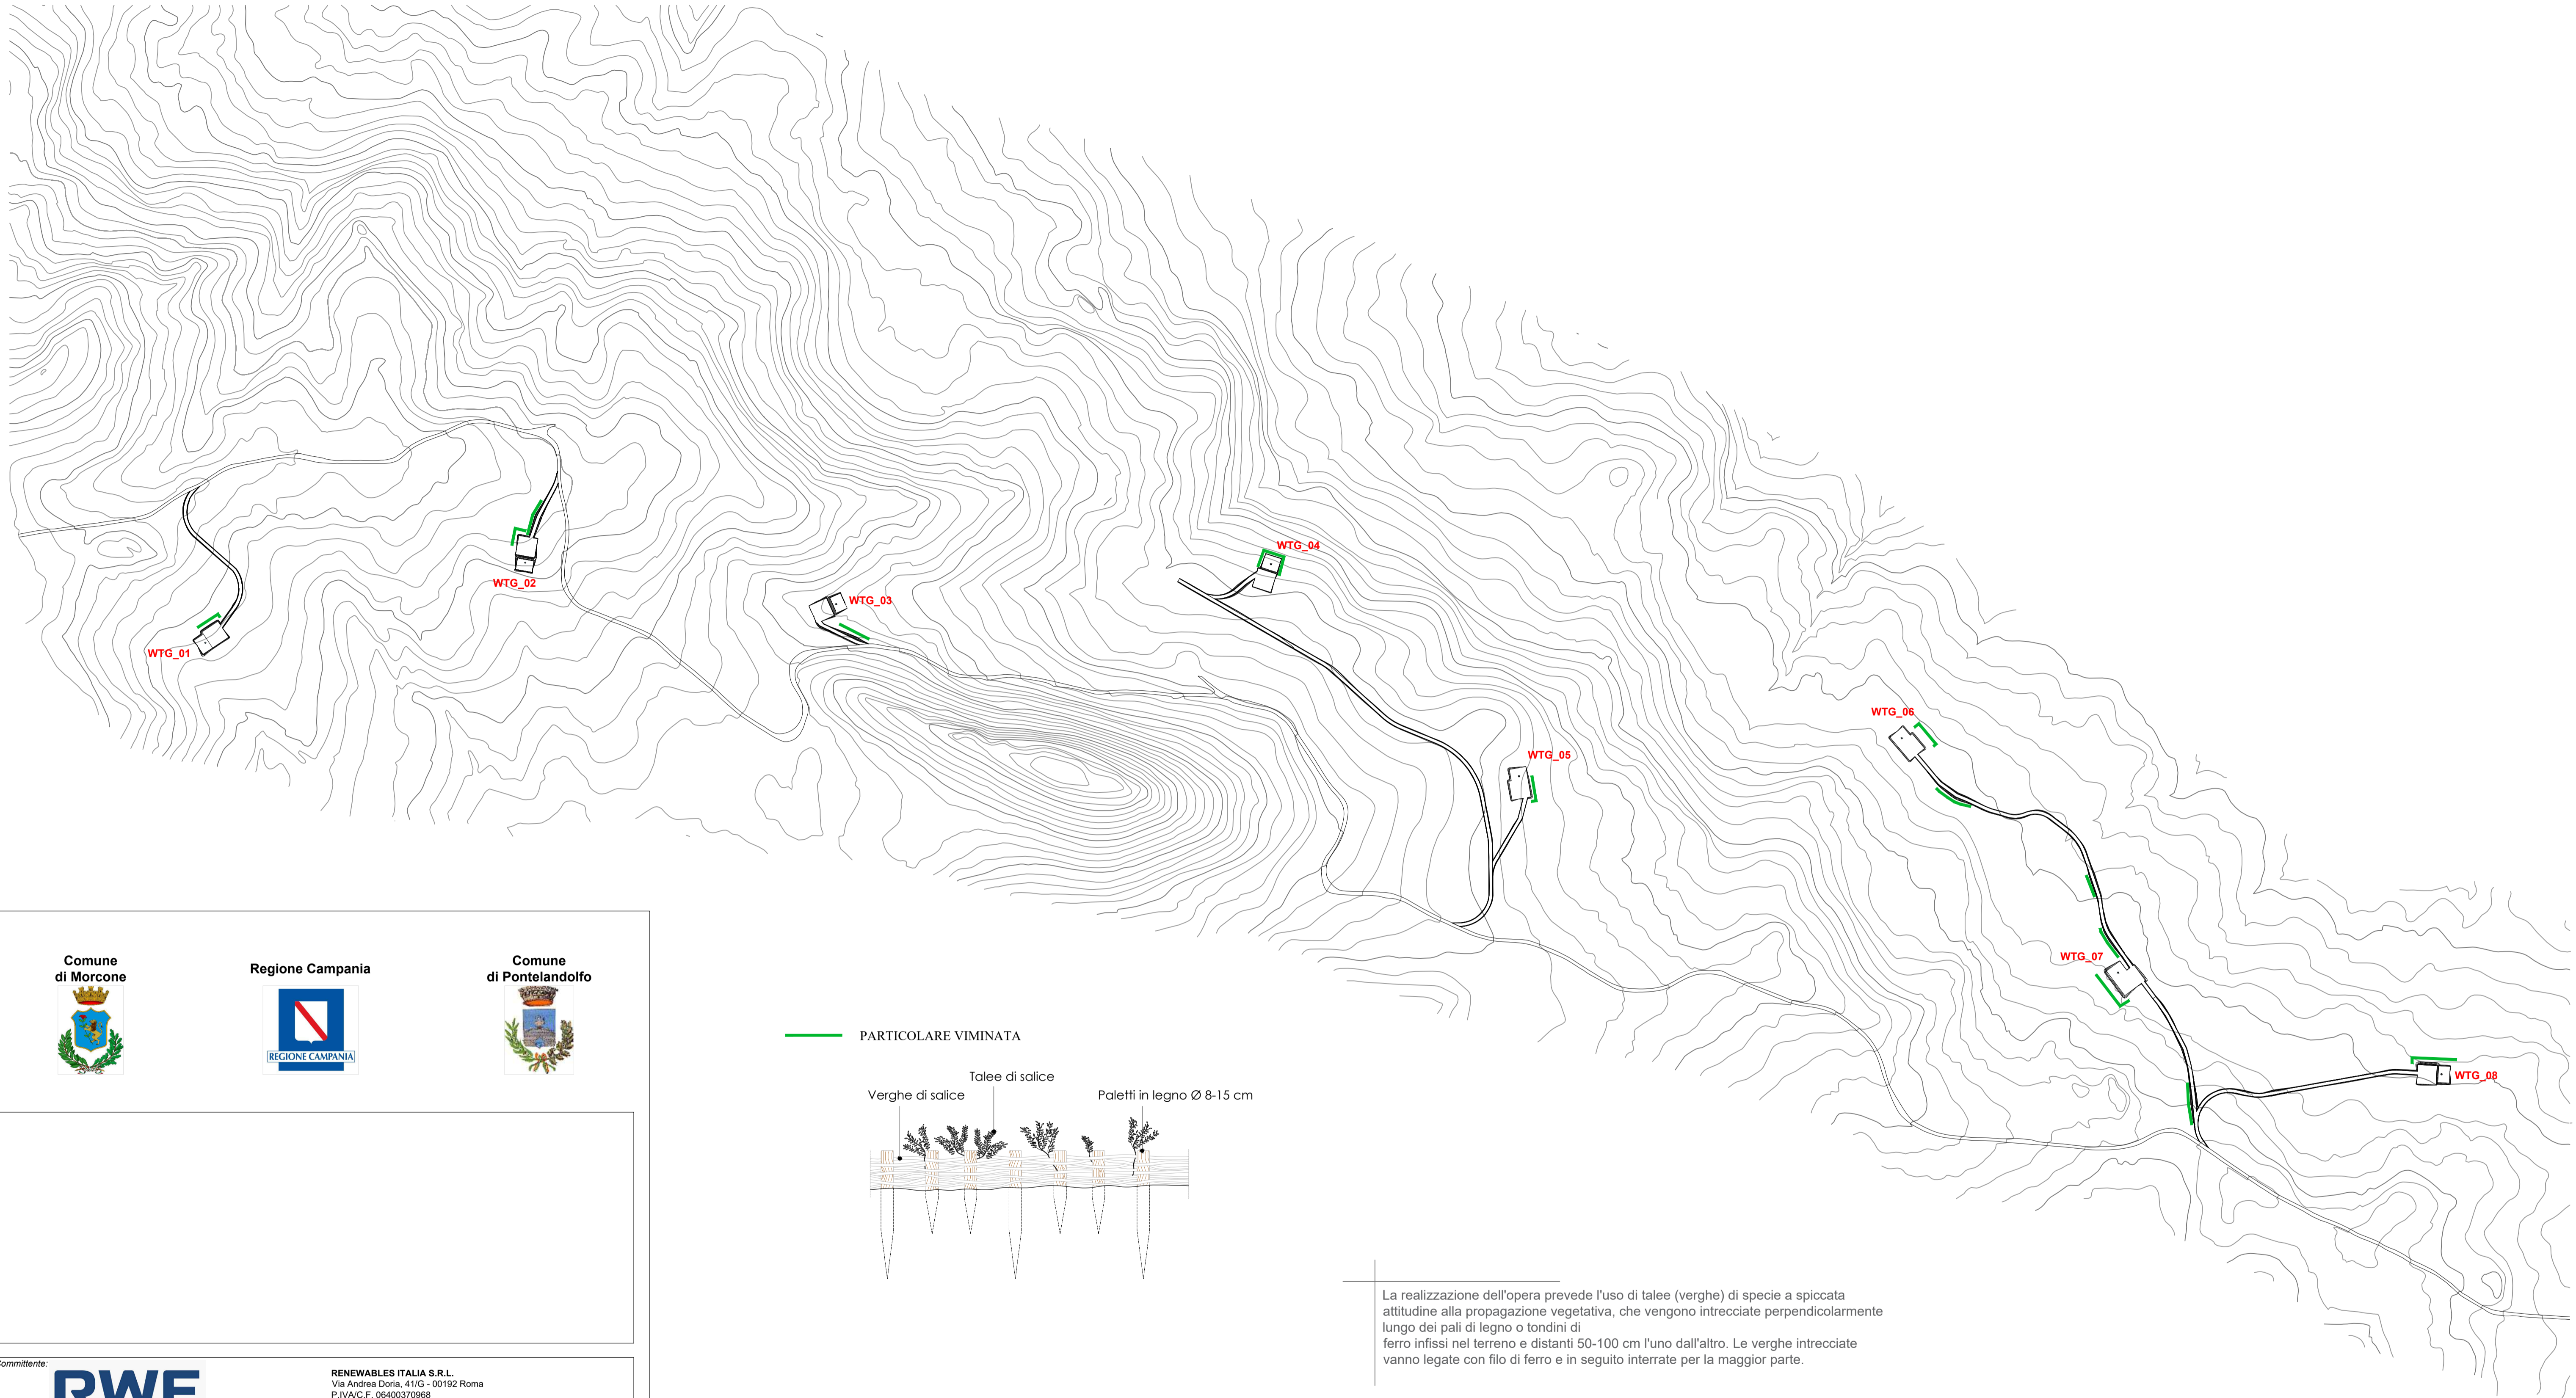 WTG_04
WTG_02
WTG_03
WTG_01
WTG_06
WTG_05
WTG_07
WTG_08
Comune
di Morcone
Regione Campania
REGIONE CAMPANIA
Comune
di Pontelandolfo
PARTICOLARE VIMINATA
Talee di salice
Verghe di salice
Paletti in legno Ø 8-15 cm
La realizzazione dell'opera prevede l'uso di talee (verghe) di specie a spiccata
attitudine alla propagazione vegetativa, che vengono intrecciate perpendicolarmente
lungo dei pali di legno o tondini di
ferro infissi nel terreno e distanti 50-100 cm l'uno dall'altro. Le verghe intrecciate
vanno legate con filo di ferro e in seguito interrate per la maggior parte.
Committente:
RWE
RENEWABLES ITALIA S.R.L.
Via Andrea Doria, 41/G - 00192 Roma
P.IVA/C.F. 06400370968